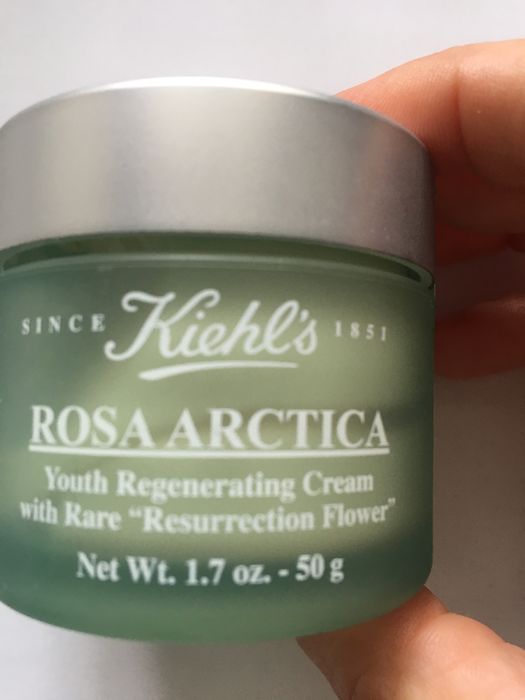 SINCE Kiehl's 1851
ROSA ARCTICA
Youth Regenerating Cream
with Rare “Resurrection Flower”
Net Wt. 1.7 oz. - 50 g